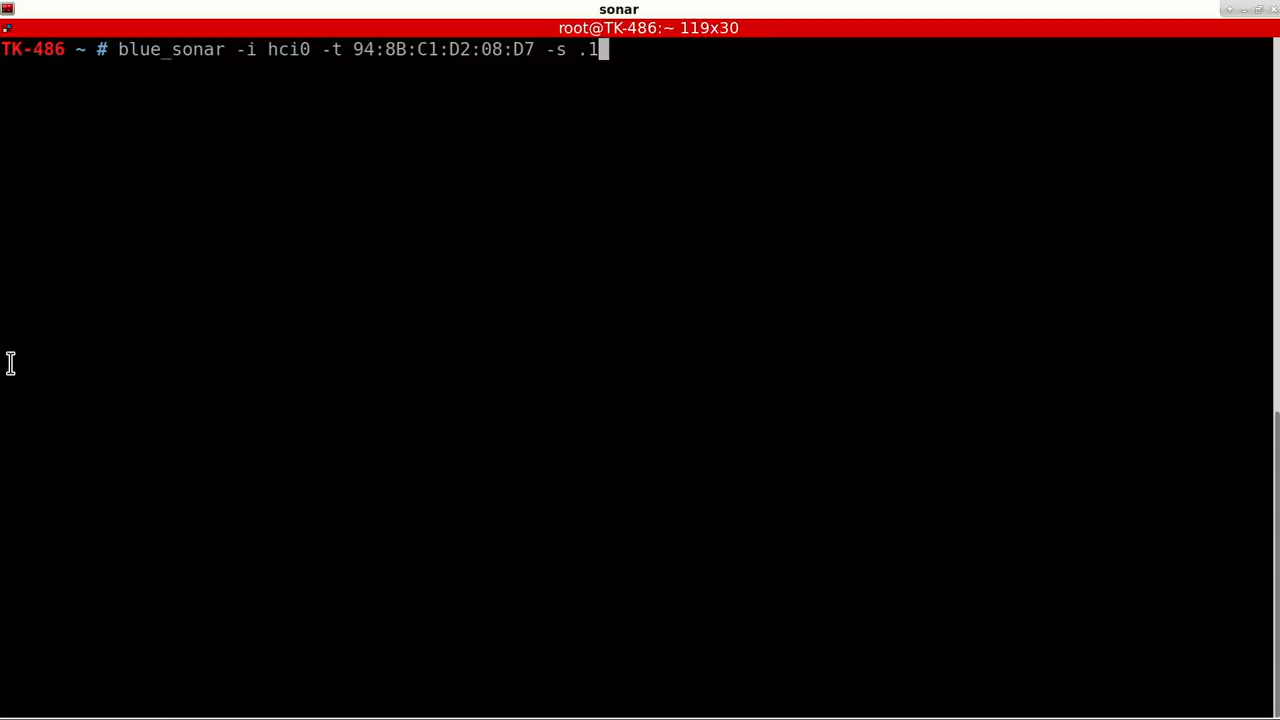 sonar
root@TK-486:~ 119x30
TK-486 ~ # blue_sonar -i hci0 -t 94:8B:C1:D2:08:D7 -s .1